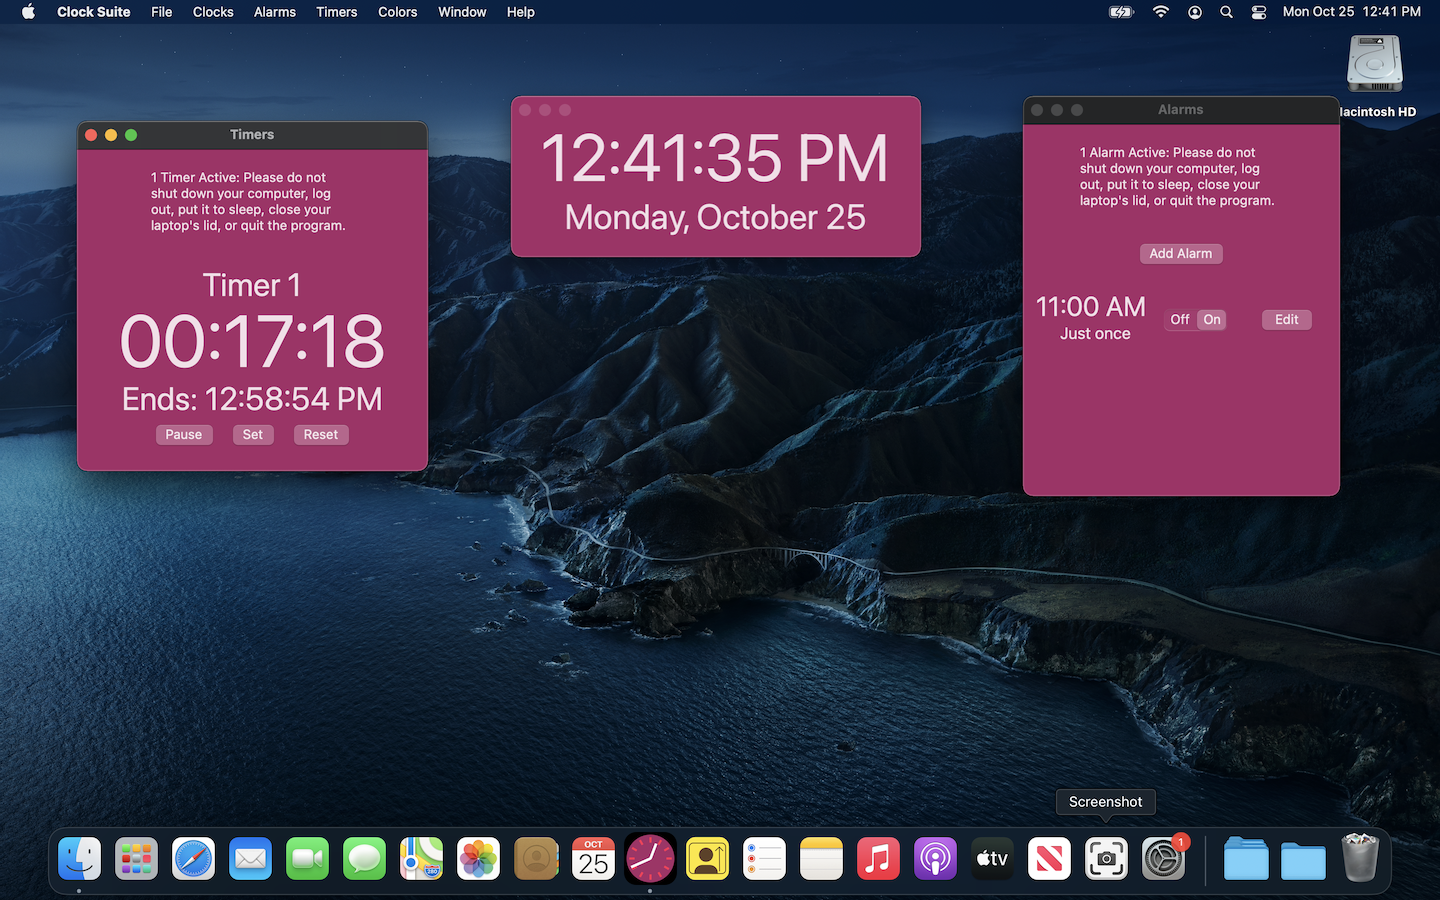 Clock Suite File Clocks Alarms Timers Colors Window Help
Mon Oct 25 12:41 PM
acintosh HD
Timers
1 Timer Active: Please do not
shut down your computer, log
out, put it to sleep, close your
laptop's lid, or quit the program.
Timer 1
00:17:18
Ends: 12:58:54 PM
Pause Set Reset
12:41:35 PM
Monday, October 25
Alarms
1 Alarm Active: Please do not
shut down your computer, log
out, put it to sleep, close your
laptop's lid, or quit the program.
Add Alarm
11:00 AM
Just once
Off On
Edit
Screenshot
OCT
25
280
tv
1